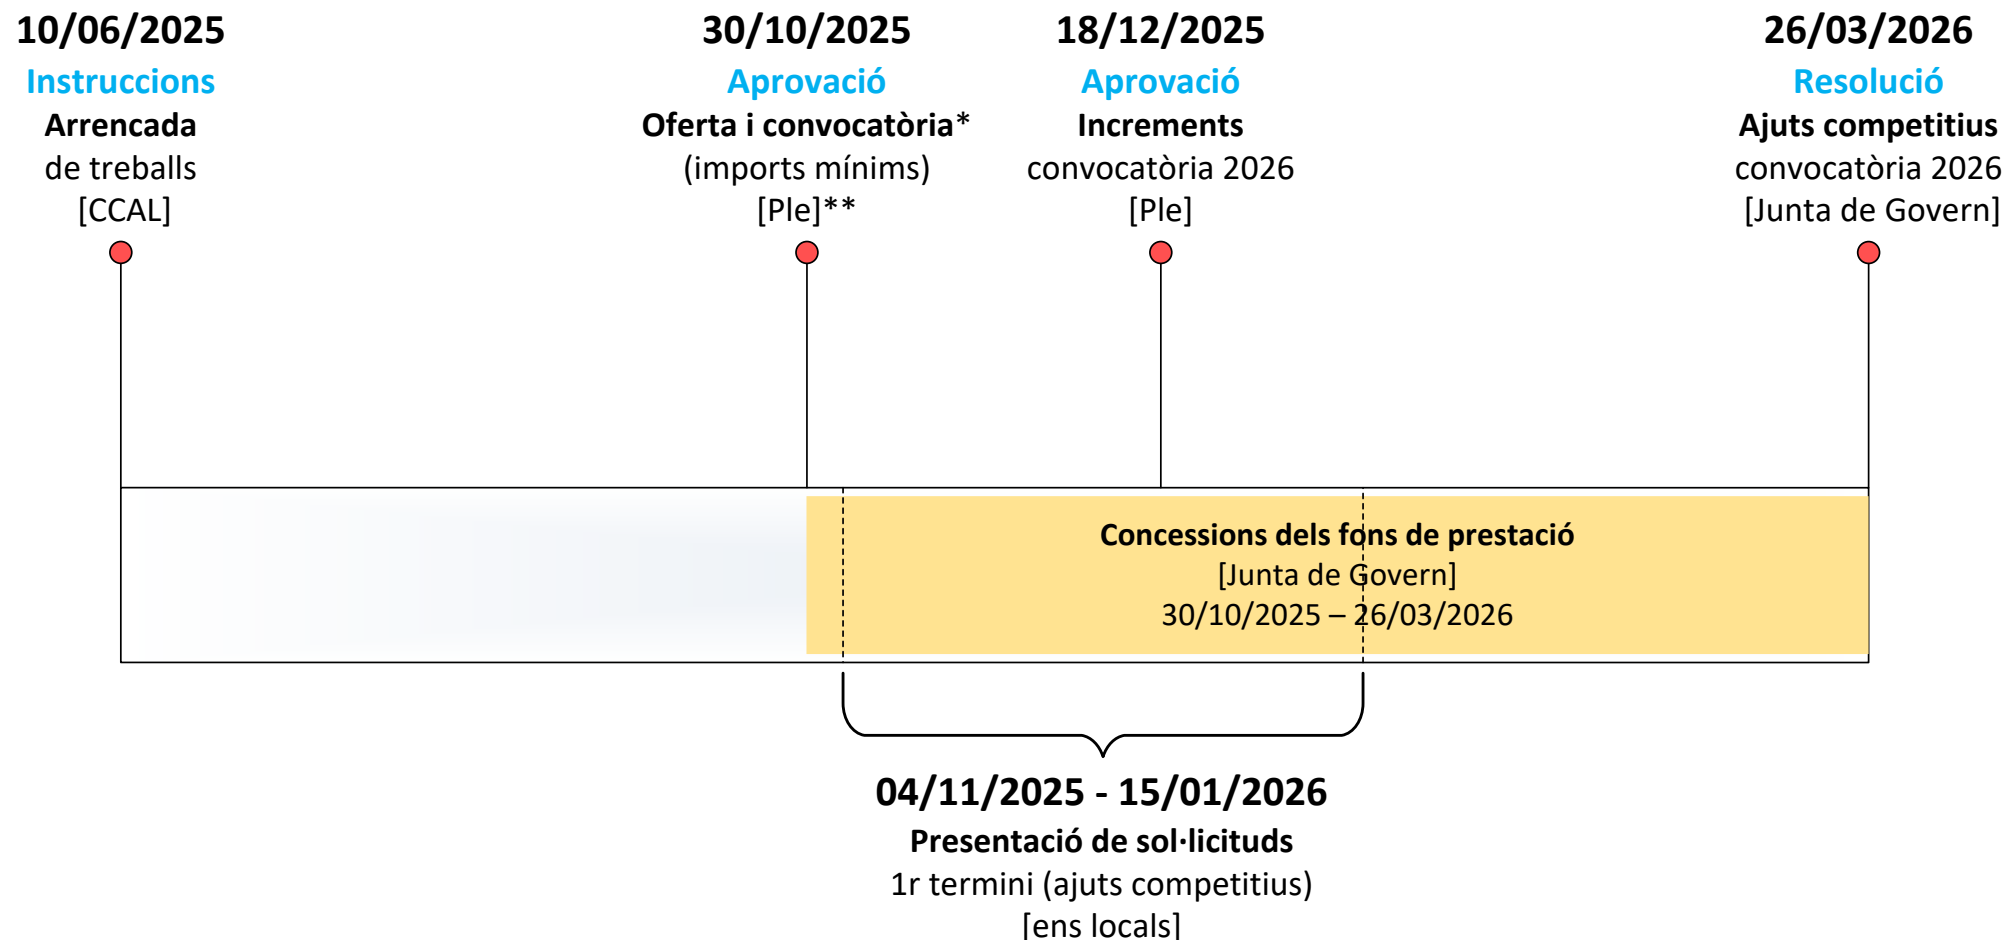 10/06/2025
Instruccions
Arrencada
de treballs
[CCAL]
30/10/2025
Aprovació
Oferta i convocatòria*
(imports mínims)
[Ple]**
18/12/2025
Aprovació
Increments
convocatòria 2026
[Ple]
26/03/2026
Resolució
Ajuts competitius
convocatòria 2026
[Junta de Govern]
Concessions dels fons de prestació
[Junta de Govern]
30/10/2025 – 26/03/2026
04/11/2025 - 15/01/2026
Presentació de sol·licituds
1r termini (ajuts competitius)
[ens locals]